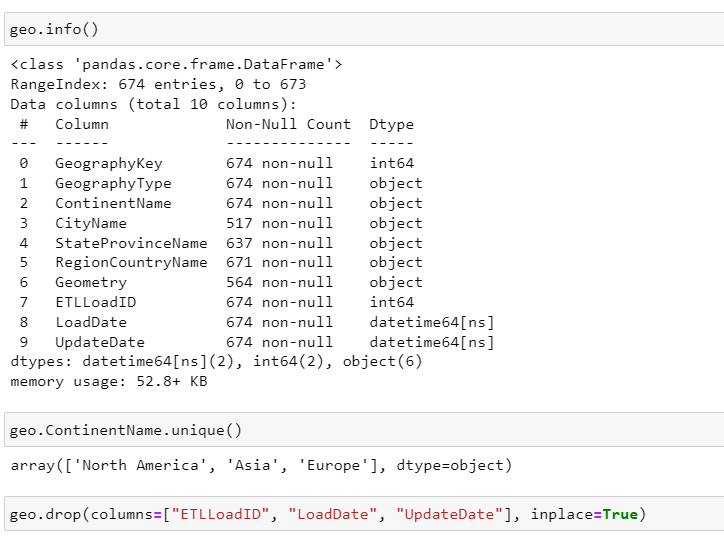 geo.info()
<class 'pandas.core.frame.DataFrame'>
RangeIndex: 674 entries, 0 to 673
Data columns (total 10 columns):
 #   Column             Non-Null Count  Dtype
---  ------             --------------  -----
 0   GeographyKey       674 non-null    int64
 1   GeographyType      674 non-null    object
 2   ContinentName      674 non-null    object
 3   CityName           517 non-null    object
 4   StateProvinceName  637 non-null    object
 5   RegionCountryName  671 non-null    object
 6   Geometry           564 non-null    object
 7   ETLLoadID          674 non-null    int64
 8   LoadDate           674 non-null    datetime64[ns]
 9   UpdateDate         674 non-null    datetime64[ns]
dtypes: datetime64[ns](2), int64(2), object(6)
memory usage: 52.8+ KB
geo.ContinentName.unique()
array(['North America', 'Asia', 'Europe'], dtype=object)
geo.drop(columns=["ETLLoadID", "LoadDate", "UpdateDate"], inplace=True)